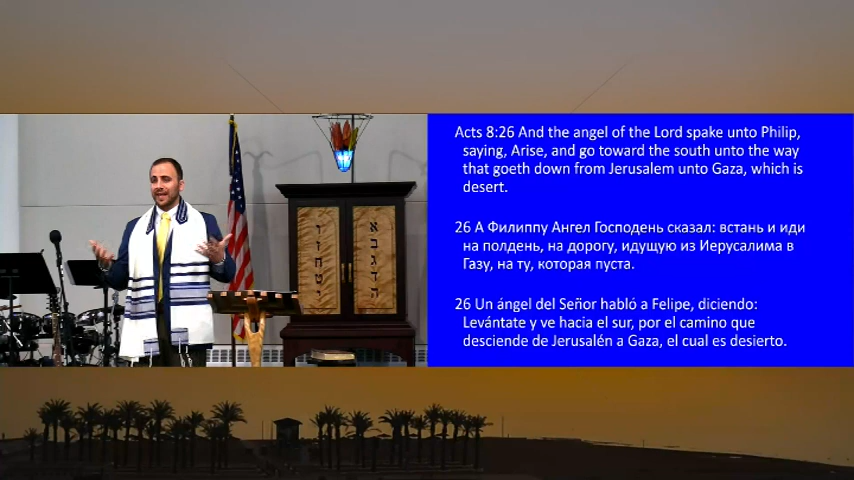 Acts 8:26 And the angel of the Lord spake unto Philip,
saying, Arise, and go toward the south unto the way
that goeth down from Jerusalem unto Gaza, which is
desert.
26 А Филиппу Ангел Господень сказал: встань и иди
на полдень, на дорогу, идущую из Иерусалима в
Газу, на ту, которая пуста.
26 Un ángel del Señor habló a Felipe, diciendo:
Levántate y ve hacia el sur, por el camino que
desciende de Jerusalén a Gaza, el cual es desierto.
א
ב
ג
ד
ה
ו
ז
ח
ט
י